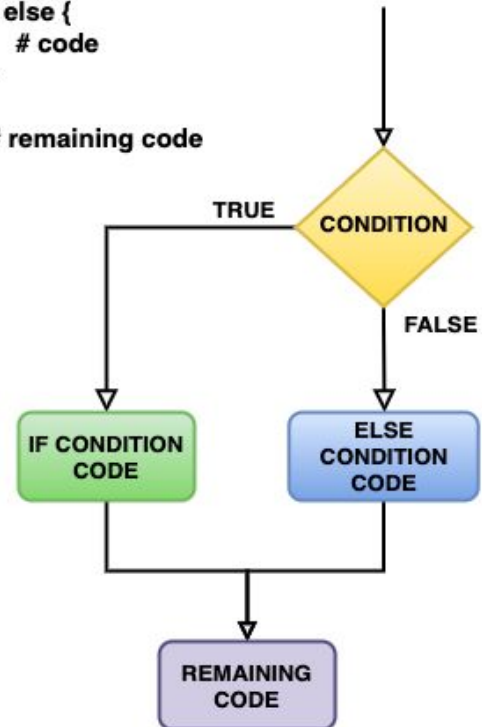 else {
# code
remaining code
TRUE
CONDITION
FALSE
IF CONDITION
CODE
ELSE
CONDITION
CODE
REMAINING
CODE